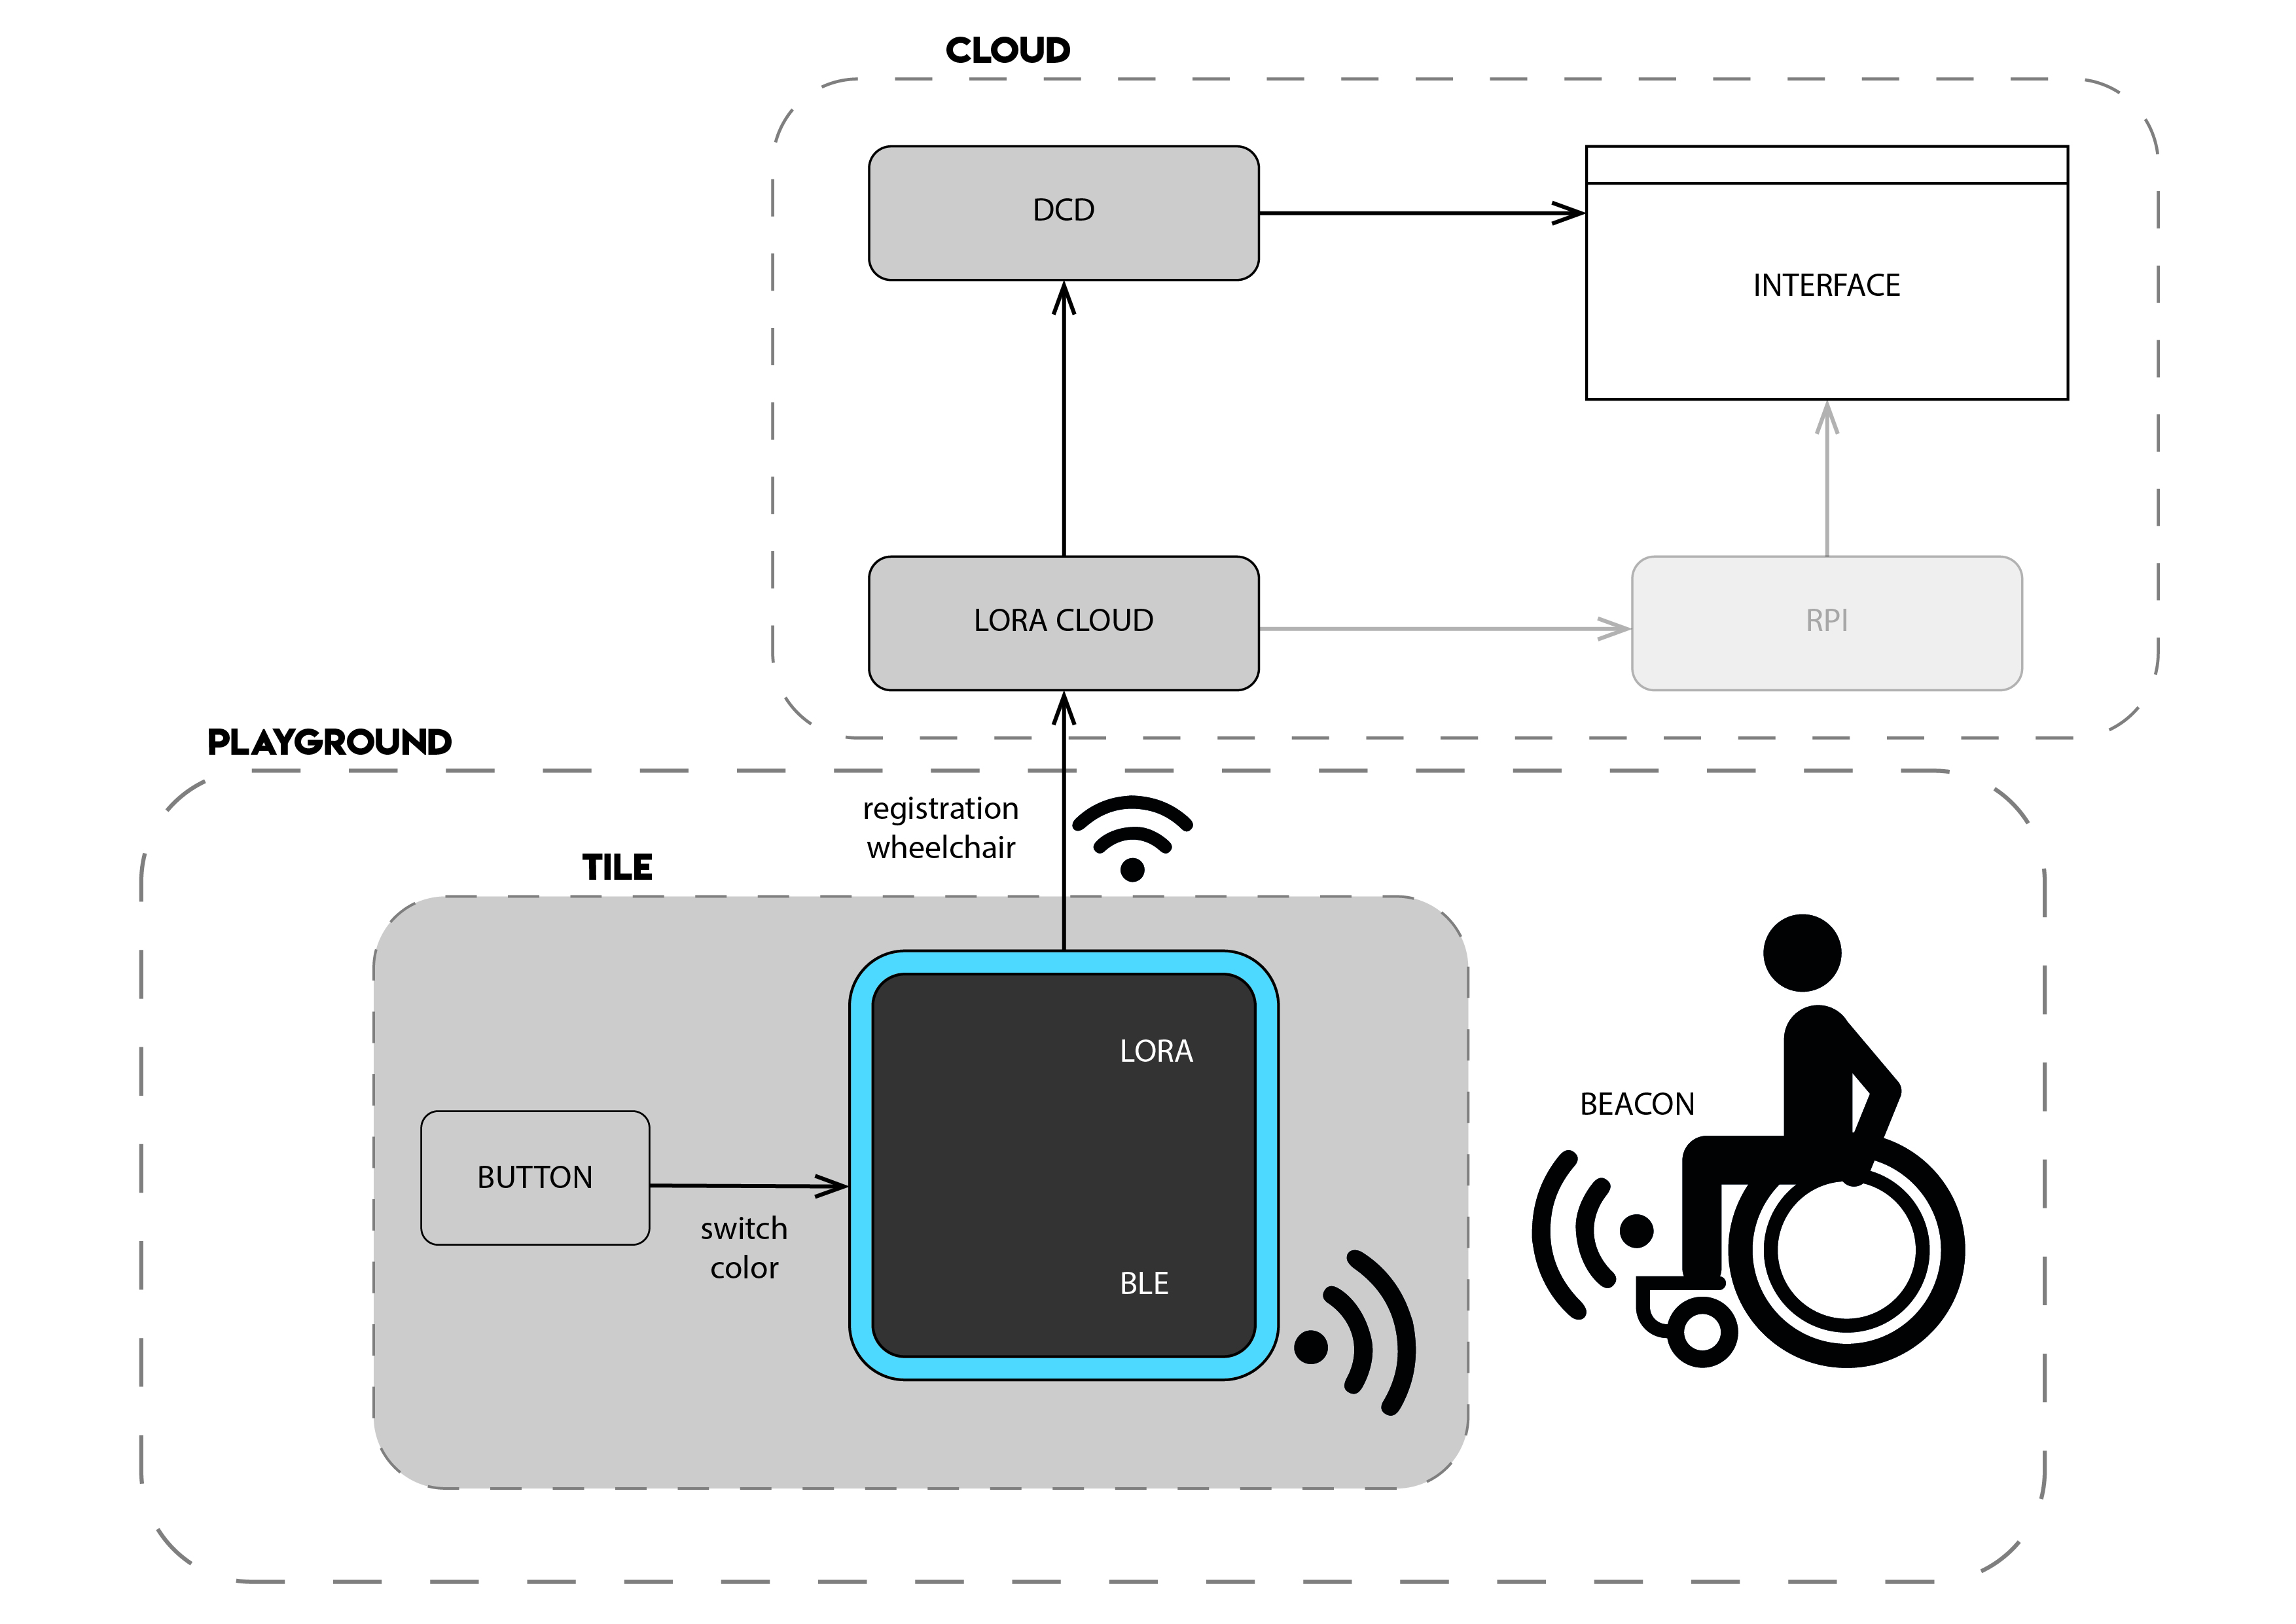 CLOUD
DCD
INTERFACE
LORA CLOUD
RPI
PLAYGROUND
registration
wheelchair
TILE
LORA
BEACON
BUTTON
switch
color
BLE